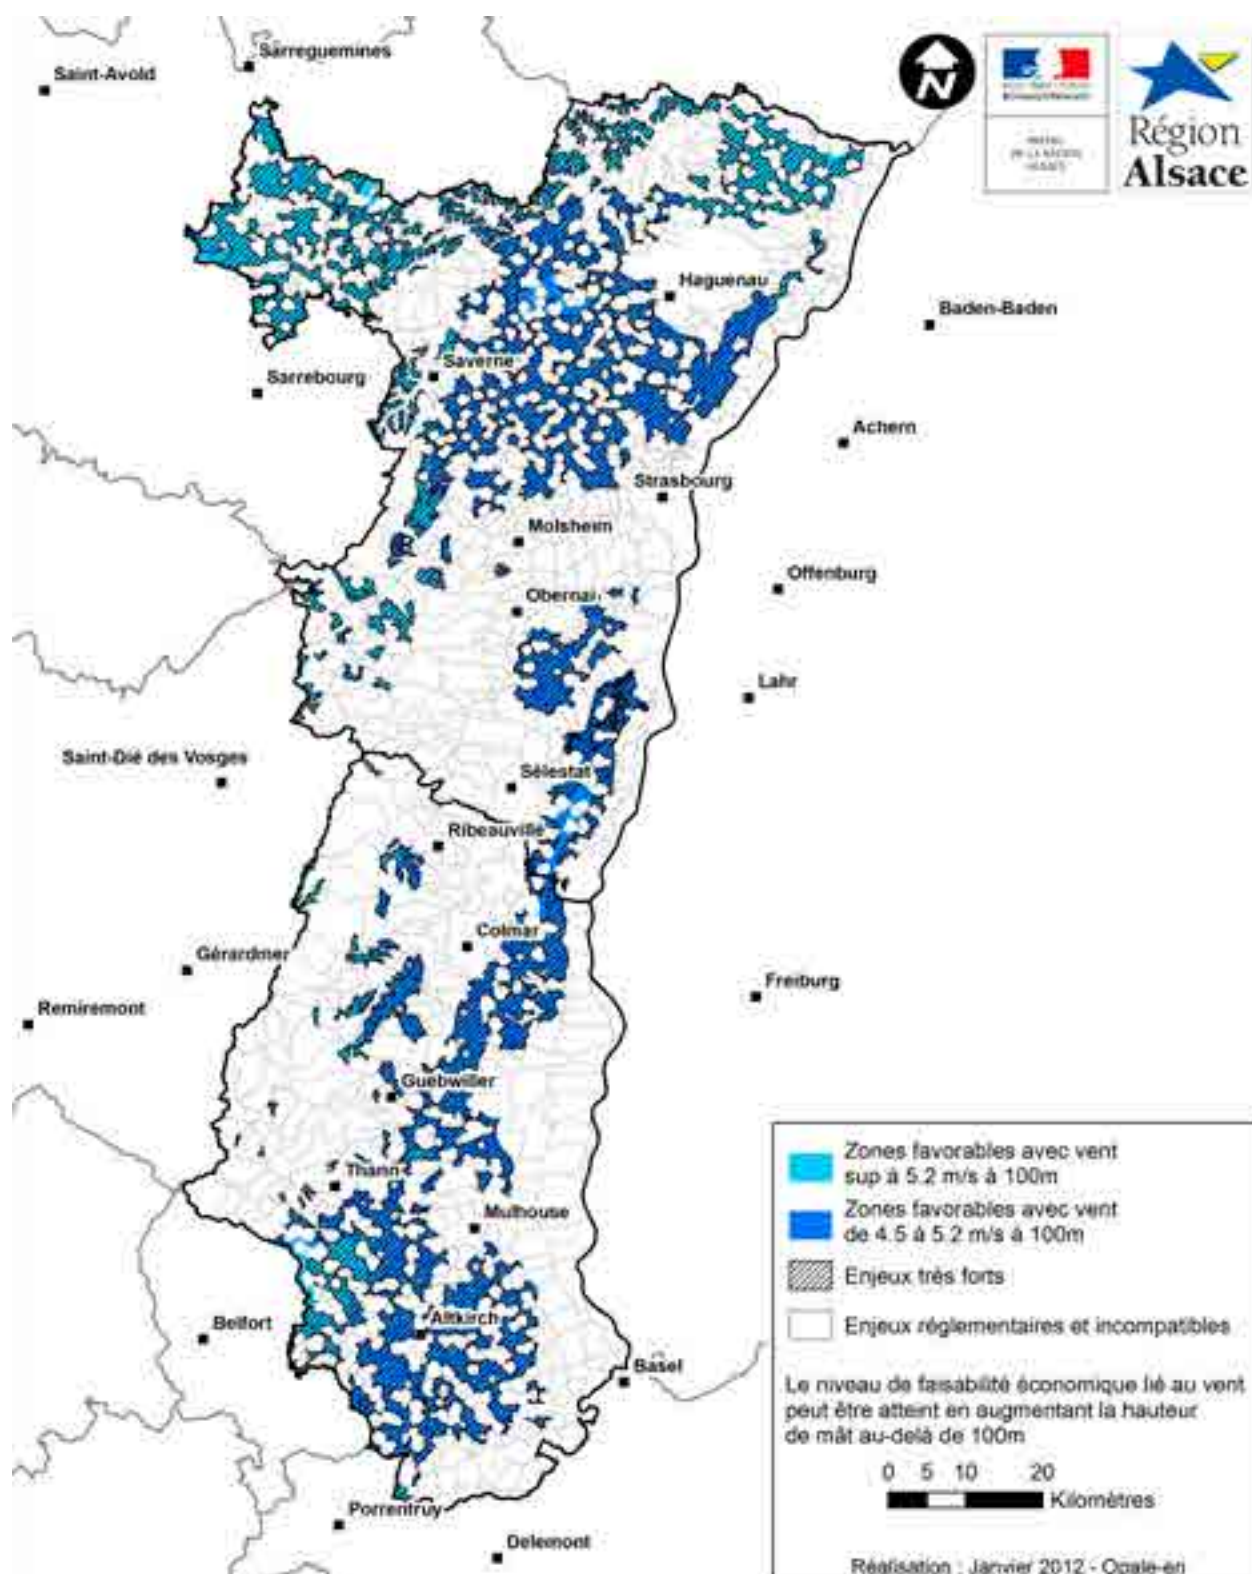 Sarreguemines
Saint-Avold
N
Région
Alsace
Haguenau
Baden-Baden
Saverne
Sarrebourg
Achern
Strasbourg
Molsheim
Offenburg
Obernai
Lahr
Saint-Dié des Vosges
Sélestat
Ribeauvillé
Colmar
Gérardmer
Freiburg
Remiremont
Guebwiller
Thann
Mulhouse
Altkirch
Belfort
Basel
Porrentruy
Delemont
Zones favorables avec vent
sup à 5.2 m/s à 100m
Zones favorables avec vent
de 4.5 à 5.2 m/s à 100m
Enjeux très forts
Enjeux réglementaires et incompatibles
Le niveau de faisabilité économique lié au vent
peut être atteint en augmentant la hauteur
de mât au-delà de 100m
0 5 10 20
Kilomètres
Réalisation : Janvier 2012 - Opale-en